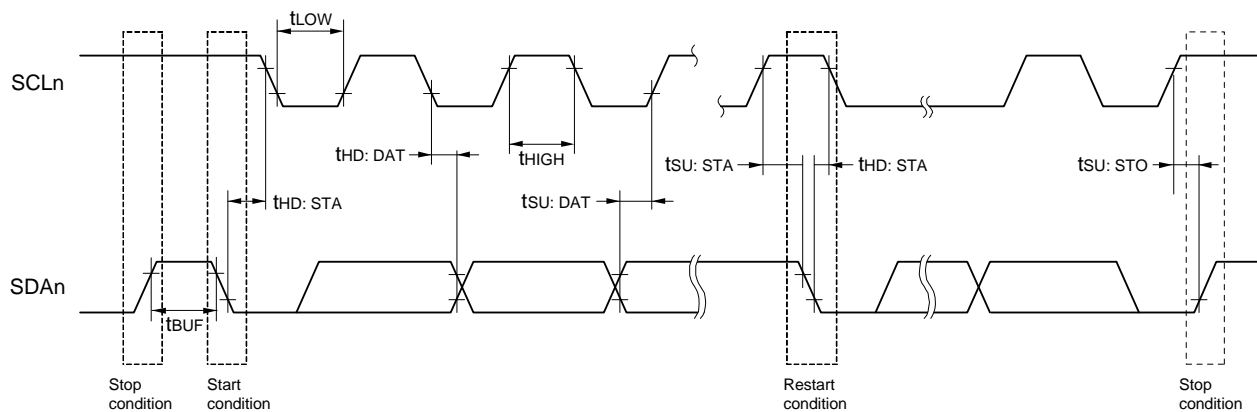 tLOW
SCLn
tHD: DAT
tHIGH
tSU: STA
tHD: STA
tSU: STO
tHD: STA
tSU: DAT
SDAn
tBUF
Stop
condition
Start
condition
Restart
condition
Stop
condition